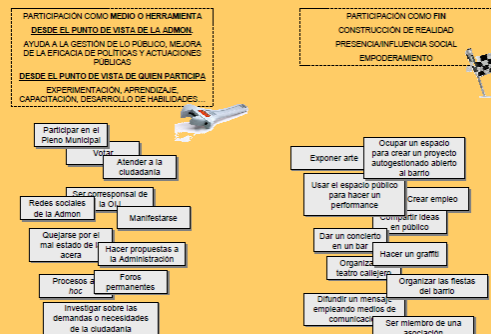 PARTICIPACIÓN COMO MEDIO O HERRAMIENTA
DESDE EL PUNTO DE VISTA DE LA ADMON.
AYUDA A LA GESTIÓN DE LO PÚBLICO, MEJORA
DE LA EFICACIA DE POLÍTICAS Y ACTUACIONES
PÚBLICAS
DESDE EL PUNTO DE VISTA DE QUIEN PARTICIPA
EXPERIMENTACIÓN, APRENDIZAJE,
CAPACITACIÓN, DESARROLLO DE HABILIDADES...
Participar en el
Pleno Municipal
Votar
Atender a la
ciudadanía
Ser corresponsal de
la OIJ
Redes sociales
de la Admon
Manifestarse
Quejarse por el
mal estado de
acera
Hacer propuestas a
la Administración
Procesos
hoc
Foros
permanentes
Investigar sobre las
demandas o necesidades
de la ciudadanía
PARTICIPACIÓN COMO FIN
CONSTRUCCIÓN DE REALIDAD
PRESENCIA/INFLUENCIA SOCIAL
EMPODERAMIENTO
Exponer arte
Ocupar un espacio
para crear un proyecto
autogestionado abierto
al barrio
Usar el espacio público
para hacer un
performance
Crear empleo
Compartir ideas
en público
Dar un concierto
en un bar
Hacer un graffiti
teatro callejero
Organizar las fiestas
del barrio
Difundir un mensaje
empleando medios de
Ser miembro de una
asociación